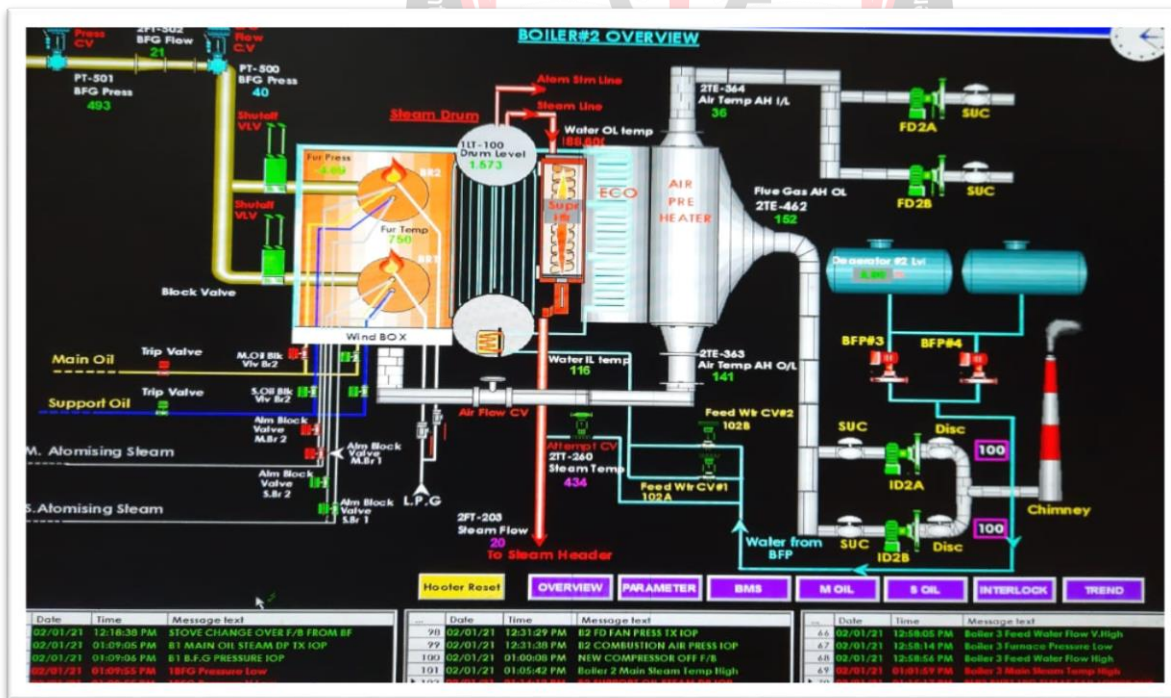 BOILER#2 OVERVIEW
Press
CV
2FT-502
BFG Flow
21
Flow
C.V
PT-501
BFG Press
493
PT-500
BFG Press
40
Atom Stm Line
Steam Line
Steam Drum
2TE-364
Air Temp AH I/L
36
FD2A
SUC
FD2B
SUC
Shutoff
VLV
Shutoff
VLV
Fur Press
BR2
Fur Temp
750
BR1
1LT-100
Drum Level
1.573
Water OL temp
ECO
AIR
PRE
HEATER
Flue Gas AH OL
2TE-462
152
Deaerator #2 Lvl
Block Valve
Wind BOX
BFP#3
BFP#4
Main Oil
Trip Valve
M.Oil Blk
Vlv Br2
Support Oil
Trip Valve
S.Oil Blk
Vlv Br2
Water IL temp
116
2TE-363
Air Temp AH O/L
141
Air Flow CV
Feed Wtr CV#2
102B
Atm Block
Valve
M.Br 2
Atm Block
Valve
M.Br 1
M. Atomising Steam
Atm Block
Valve
S.Br 2
Atm Block
Valve
S.Br 1
S.Atomising Steam
L.P.G
Attempt CV
2TT-260
Steam Temp
434
Feed Wtr CV#1
102A
SUC
ID2A
Disc
100
SUC
ID2B
Disc
100
Chimney
2FT-203
Steam Flow
20
To Steam Header
Water from
BFP
Hooter Reset
OVERVIEW
PARAMETER
BMS
M OIL
S OIL
INTERLOCK
TREND
Date Time Message text
02/01/21 12:18:38 PM STOVE CHANGE OVER F/B FROM BF
02/01/21 01:09:05 PM B1 MAIN OIL STEAM DP TX IOP
02/01/21 01:09:06 PM B1 B.F.G PRESSURE IOP
02/01/21 01:09:55 PM 1BFG Pressure Low
Date Time Message text
98 02/01/21 12:31:29 PM B2 FD FAN PRESS TX IOP
99 02/01/21 12:31:38 PM B2 COMBUSTION AIR PRESS IOP
100 02/01/21 01:00:08 PM NEW COMPRESSOR OFF F/B
101 02/01/21 01:05:42 PM Boiler 2 Main Steam Temp High
Date Time Message text
66 02/01/21 12:58:05 PM Boiler 3 Feed Water Flow V.High
67 02/01/21 12:58:14 PM Boiler 3 Furnace Pressure Low
68 02/01/21 12:58:56 PM Boiler 3 Feed Water Flow High
69 02/01/21 01:01:57 PM Boiler 3 Main Steam Temp High